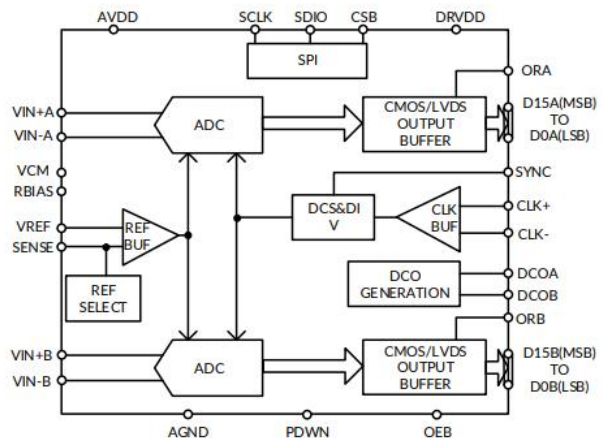 AVDD
SCLK
SDIO
CSB
DRVDD
SPI
ORA
VIN+A
VIN-A
ADC
CMOS/LVDS
OUTPUT
BUFFER
D15A(MSB)
TO
D0A(LSB)
VCM
RBIAS
SYNC
VREF
SENSE
REF
BUF
DCS&DI
V
CLK
BUF
CLK+
CLK-
REF
SELECT
DCO
GENERATION
DCOA
DCOB
ORB
VIN+B
VIN-B
ADC
CMOS/LVDS
OUTPUT
BUFFER
D15B(MSB)
TO
D0B(LSB)
AGND
PDWN
OEB